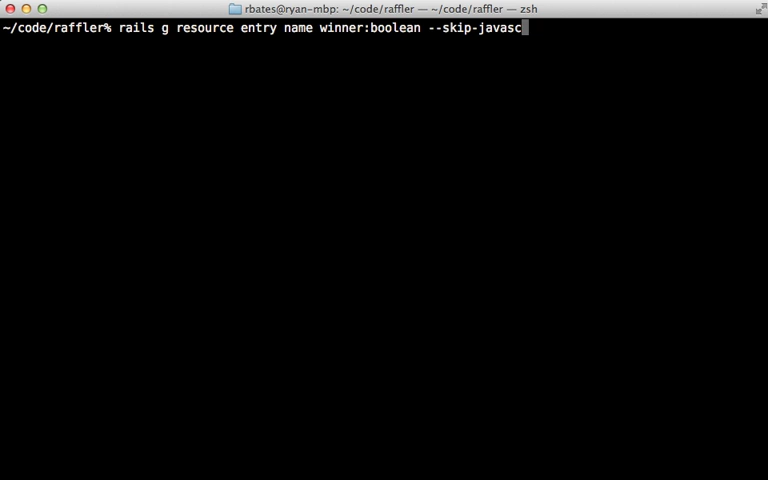 rbates@ryan-mbp: ~/code/raffler — ~/code/raffler — zsh
~/code/raffler% rails g resource entry name winner:boolean --skip-javasc